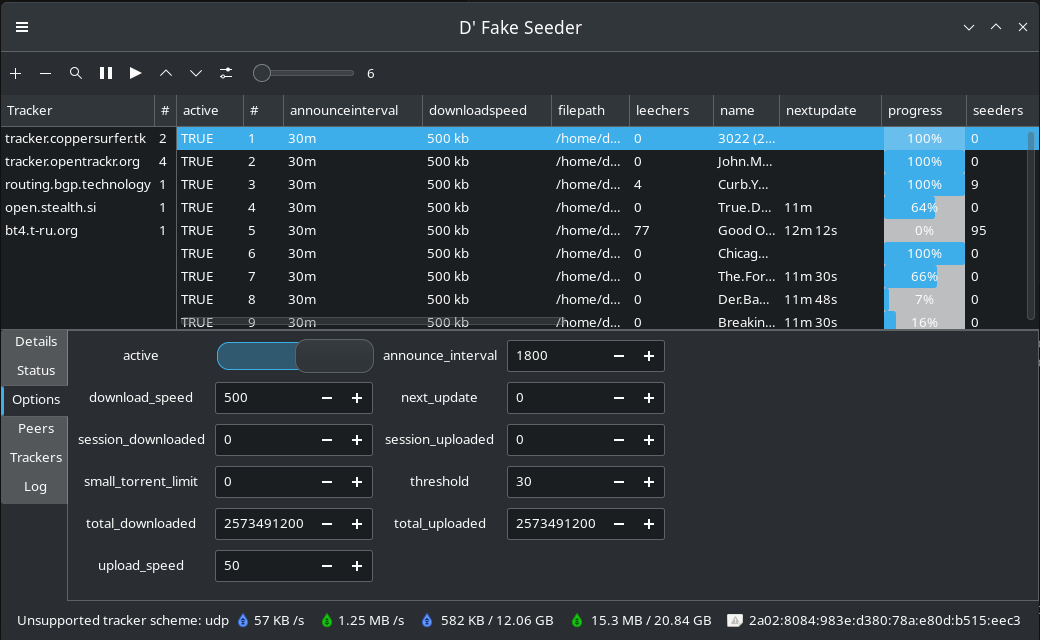 D' Fake Seeder
6
Tracker # active # announceinterval downloadspeed filepath leechers name nextupdate progress seeders
tracker.coppersurfer.tk 2 TRUE 1 30m 500 kb /home/d... 0 3022 (2... 100% 0
tracker.opentrackr.org 4 TRUE 2 30m 500 kb /home/d... 0 John.M... 100% 0
routing.bgp.technology 1 TRUE 3 30m 500 kb /home/d... 4 Curb.Y... 100% 9
open.stealth.si 1 TRUE 4 30m 500 kb /home/d... 0 True.D... 11m 64% 0
bt4.t-ru.org 1 TRUE 5 30m 500 kb /home/d... 77 Good O... 12m 12s 0% 95
TRUE 6 30m 500 kb /home/d... 0 Chicag... 100% 0
TRUE 7 30m 500 kb /home/d... 0 The.For... 11m 30s 66% 0
TRUE 8 30m 500 kb /home/d... 0 Der.Ba... 11m 48s 7% 0
TRUE 9 30m 500 kb /home/d... 0 Breakin... 11m 30s 16% 0
Details
Status
Options
Peers
Trackers
Log
active announce_interval 1800
download_speed 500 next_update 0
session_downloaded 0 session_uploaded 0
small_torrent_limit 0 threshold 30
total_downloaded 2573491200 total_uploaded 2573491200
upload_speed 50
Unsupported tracker scheme: udp 57 KB /s 1.25 MB /s 582 KB / 12.06 GB 15.3 MB / 20.84 GB 2a02:8084:983e:d380:78a:e80d:b515:eec3